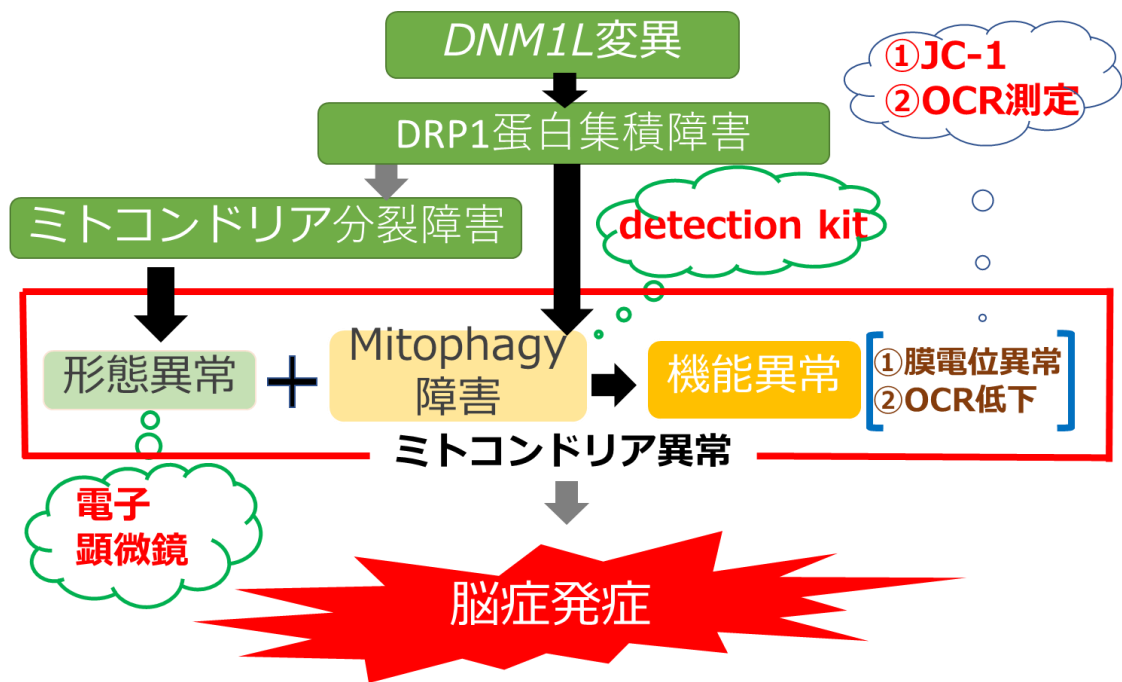 DNM1L変異
①JC-1
②OCR測定
DRP1蛋白集積障害
ミトコンドリア分裂障害
detection kit
形態異常
Mitophagy
障害
機能異常
①膜電位異常
②OCR低下
ミトコンドリア異常
電子
顕微鏡
脳症発症